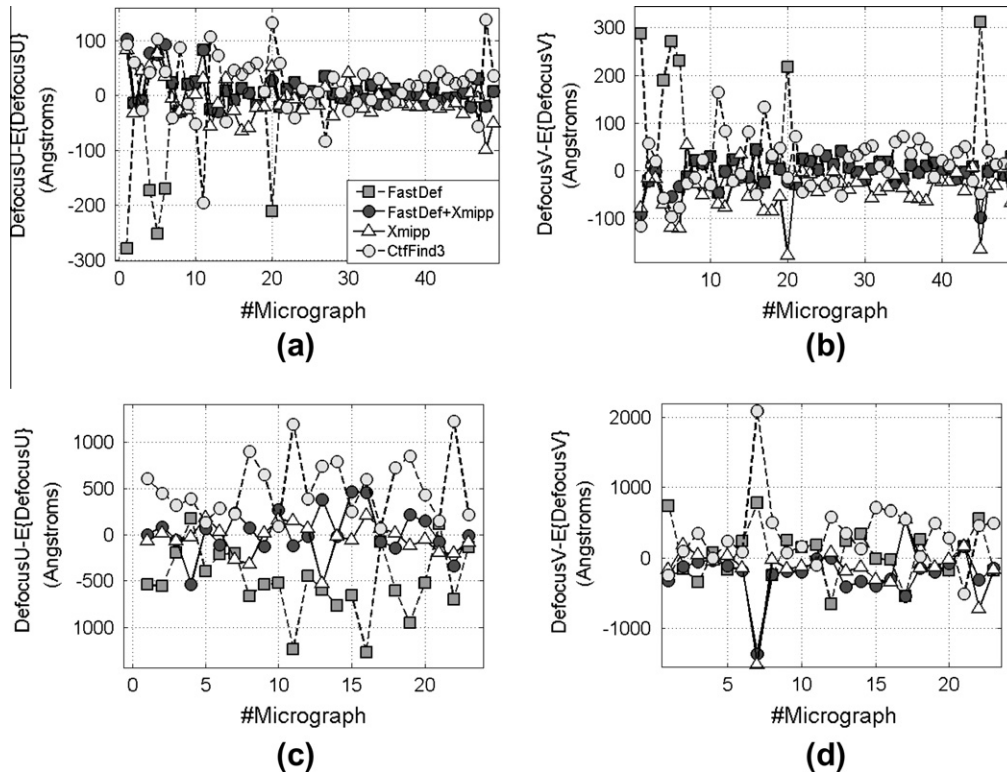 DefocusU-E{DefocusU}
(Angstroms)
100
0
-100
-200
-300
0 10 20 30 40
#Micrograph
FastDef
FastDef+Xmipp
Xmipp
CtfFind3
(a)
DefocusV-E{DefocusV}
(Angstroms)
300
200
100
0
-100
10 20 30 40
#Micrograph
(b)
DefocusU-E{DefocusU}
(Angstroms)
1000
500
0
-500
1000
0 5 10 15 20
#Micrograph
(c)
DefocusV-E{DefocusV}
(Angstroms)
2000
1000
0
-1000
5 10 15 20
#Micrograph
(d)